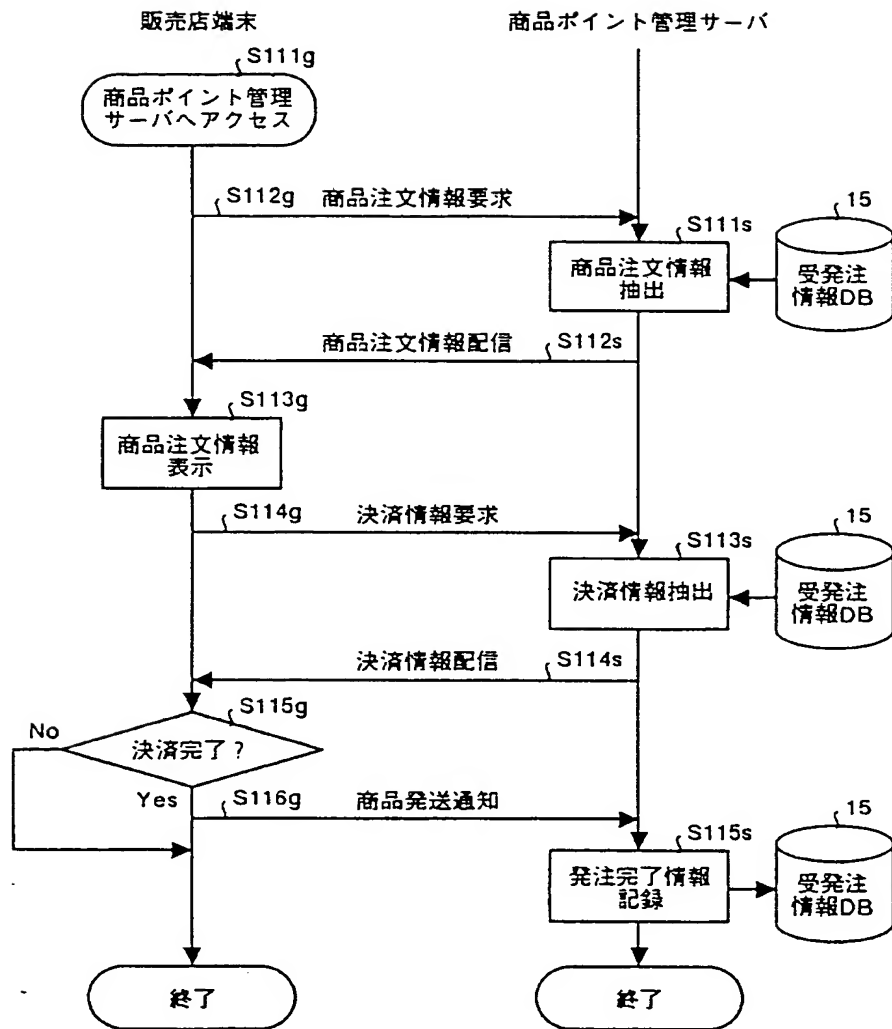 販売店端末
商品ポイント管理サーバ
S111g
商品ポイント管理
サーバへアクセス
S112g 商品注文情報要求
S111s
15
商品注文情報
抽出
受発注
情報DB
商品注文情報配信 S112s
S113g
商品注文情報
表示
S114g 決済情報要求
S113s
15
決済情報抽出
受発注
情報DB
決済情報配信 S114s
S115g
No
決済完了?
Yes
S116g 商品発送通知
S115s
15
発注完了情報
記録
受発注
情報DB
終了
終了